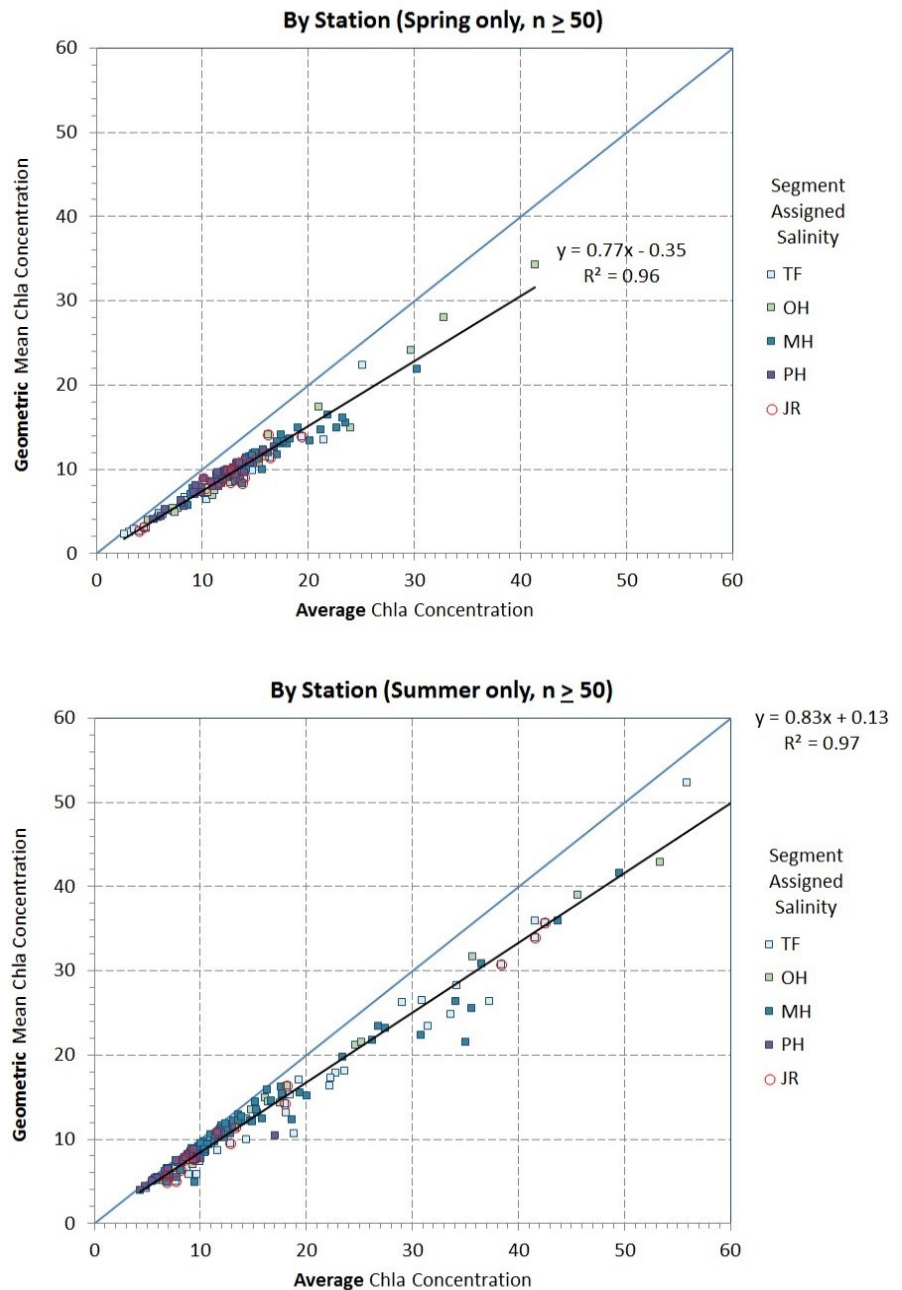 By Station (Spring only, n ≥ 50)
60
50
40
30
20
10
0
Geometric Mean Chla Concentration
y = 0.77x - 0.35
R² = 0.96
0 10 20 30 40 50 60
Average Chla Concentration
Segment
Assigned
Salinity
TF
OH
MH
PH
JR
By Station (Summer only, n ≥ 50)
60
50
40
30
20
10
0
Geometric Mean Chla Concentration
y = 0.83x + 0.13
R² = 0.97
0 10 20 30 40 50 60
Average Chla Concentration
Segment
Assigned
Salinity
TF
OH
MH
PH
JR